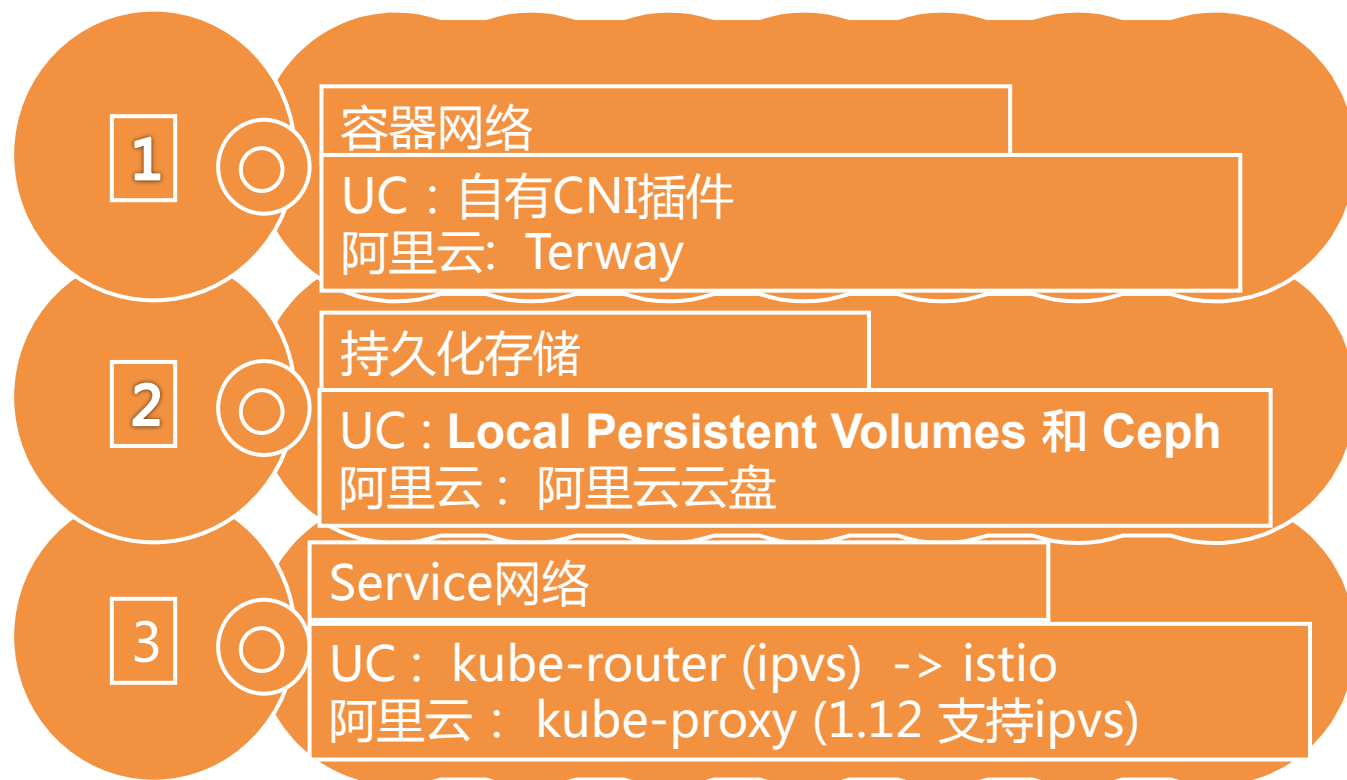 1
容器网络
UC：自有CNI插件
阿里云: Terway
2
持久化存储
UC : Local Persistent Volumes 和 Ceph
阿里云： 阿里云云盘
3
Service网络
UC： kube-router (ipvs) -> istio
阿里云： kube-proxy (1.12 支持ipvs)